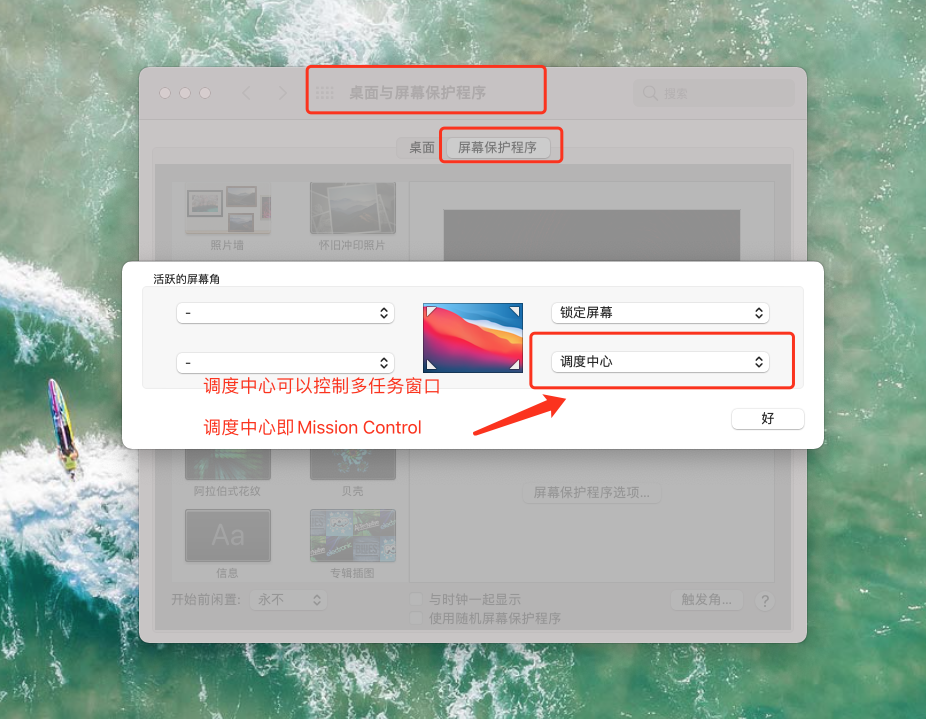 桌面与屏幕保护程序
搜索
桌面
屏幕保护程序
照片墙
怀旧冲印照片
活跃的屏幕角
-
锁定屏幕
-
调度中心
调度中心可以控制多任务窗口
调度中心即Mission Control
好
阿拉伯式花纹
贝壳
屏幕保护程序选项...
Aa
信息
专辑插图
开始前闲置:
永不
与时钟一起显示
使用随机屏幕保护程序
触发角...
?